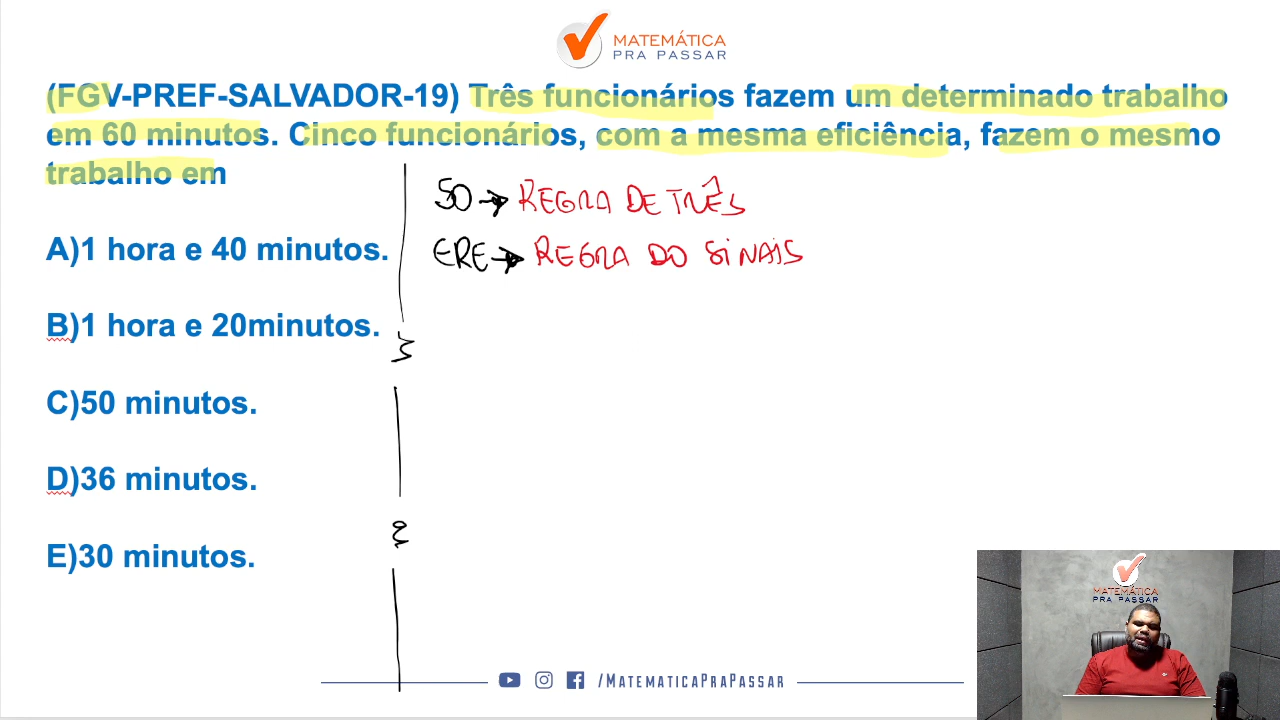 MATEMÁTICA
PRA PASSAR
(FGV-PREF-SALVADOR-19) Três funcionários fazem um determinado trabalho
em 60 minutos. Cinco funcionários, com a mesma eficiência, fazem o mesmo
trabalho em
SO → REGRA DE TRÊS
A)1 hora e 40 minutos.
ERE → REGRA DO SiNAIS
B)1 hora e 20minutos.
C)50 minutos.
D)36 minutos.
E)30 minutos.
MATEMÁTICA
PRA PASSAR
/MATEMATICAPRAPASSAR